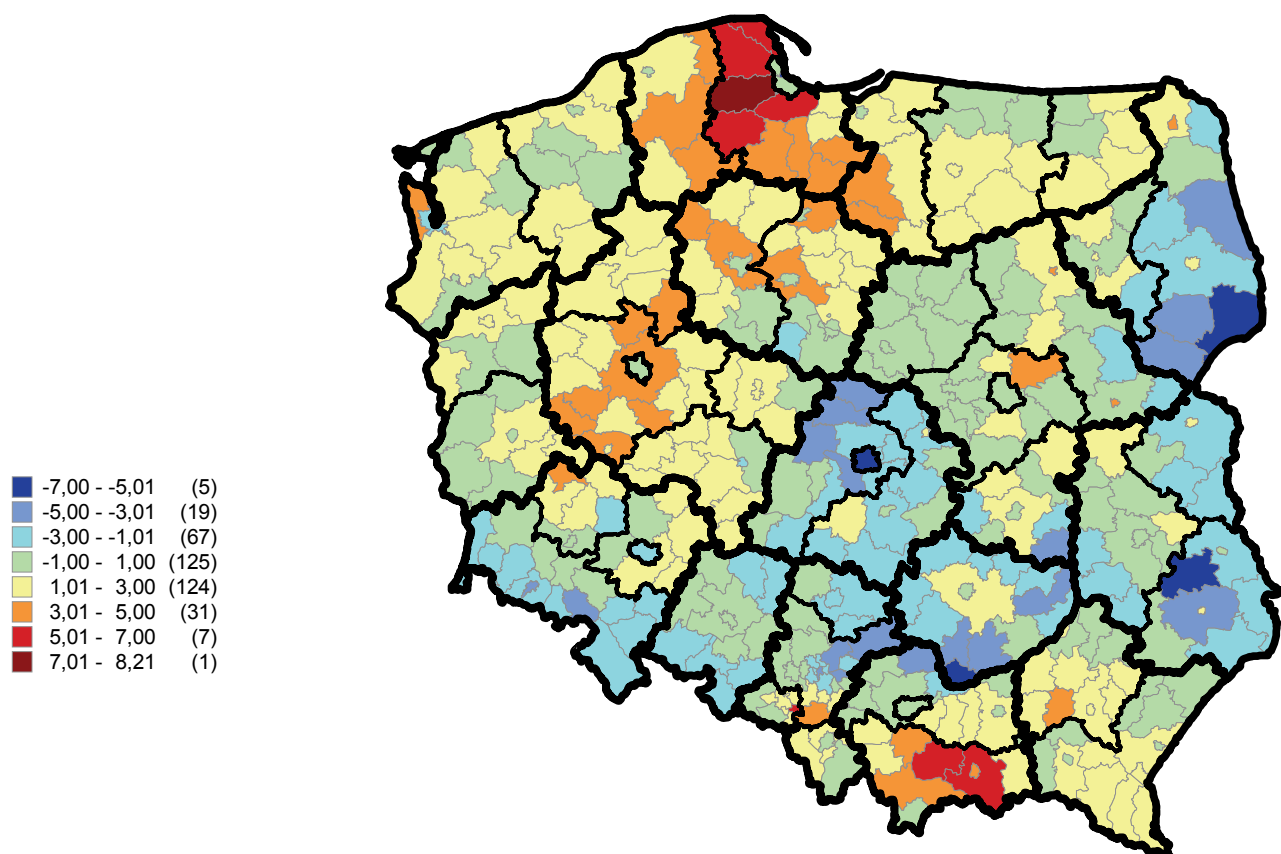 -7,00 - -5,01 (5)
-5,00 - -3,01 (19)
-3,00 - -1,01 (67)
-1,00 - 1,00 (125)
1,01 - 3,00 (124)
3,01 - 5,00 (31)
5,01 - 7,00 (7)
7,01 - 8,21 (1)